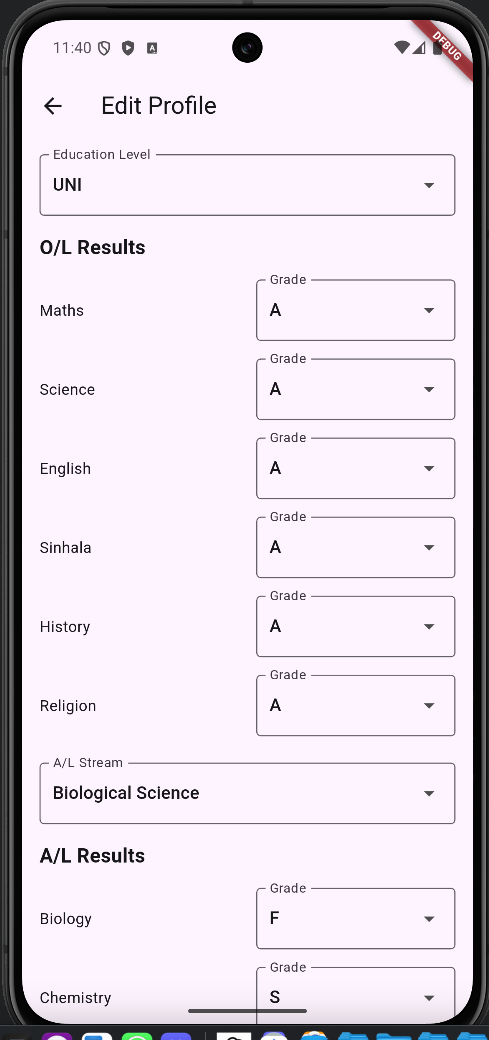 11:40
DEBUG
Edit Profile
Education Level
UNI
O/L Results
Grade
Maths A
Grade
Science A
Grade
English A
Grade
Sinhala A
Grade
History A
Grade
Religion A
A/L Stream
Biological Science
A/L Results
Grade
Biology F
Grade
Chemistry S